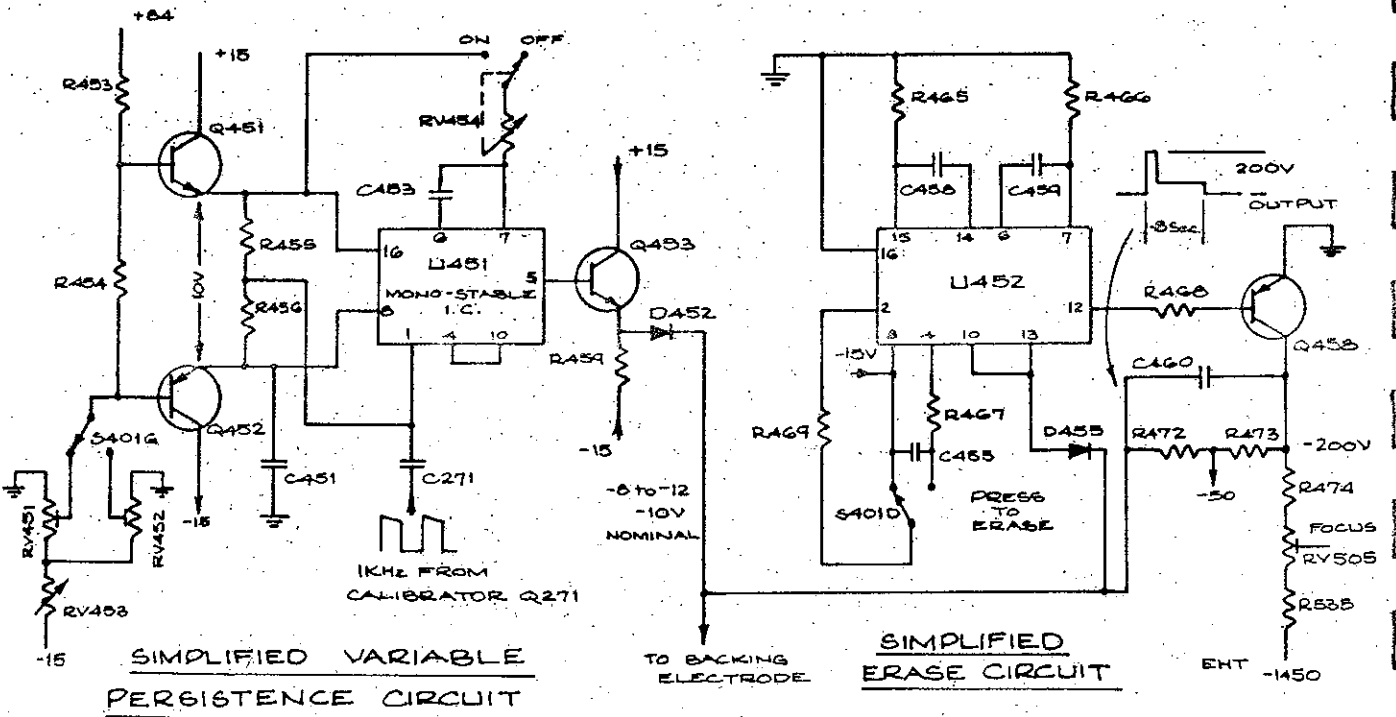 +84
+15
ON OFF
R453
Q451
RV454
+15
R465
R466
200V
OUTPUT
.8Sec
C453
C458
C459
R455
6 7
16 U451 5
MONO-STABLE
I.C.
8
1 4 10
Q453
15 14 6 7
16
U452
2 12
3 4 10 13
R468
Q458
R454
10V
R456
D452
R459
-15V
C460
Q452
S401G
R467
R469
D455
R472 R473
-200V
C451
C271
-15
C455
-50
R474
-15
RV451
RV452
-8 to -12
-10V
NOMINAL
S401D
PRESS
TO
ERASE
FOCUS
RV505
1KHz FROM
CALIBRATOR Q271
RV453
R535
-15
SIMPLIFIED VARIABLE
PERSISTENCE CIRCUIT
TO BACKING
ELECTRODE
SIMPLIFIED
ERASE CIRCUIT
EHT
-1450